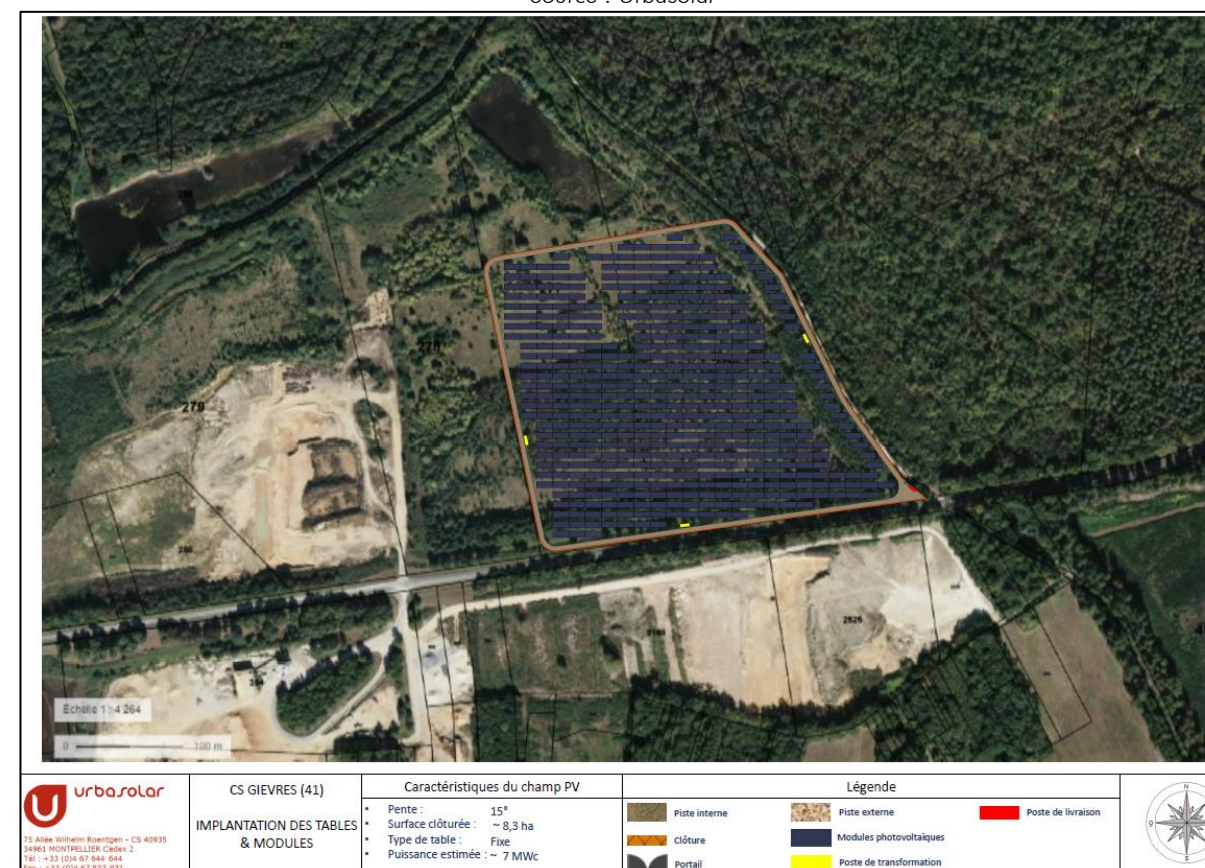 Source : Urbasolar
279
2525
Echelle 1 : 4 264
0 100 m
urbasolar
75 Allée Wilhelm Roentgen - CS 40935
34961 MONTPELLIER Cedex 2
Tél : +33 (0)4 67 644 644
CS GIEVRES (41)
IMPLANTATION DES TABLES
& MODULES
Caractéristiques du champ PV
• Pente : 15°
• Surface clôturée : ~ 8,3 ha
• Type de table : Fixe
• Puissance estimée : ~ 7 MWc
Légende
Piste interne
Piste externe
Poste de livraison
Clôture
Modules photovoltaïques
Portail
Poste de transformation
N